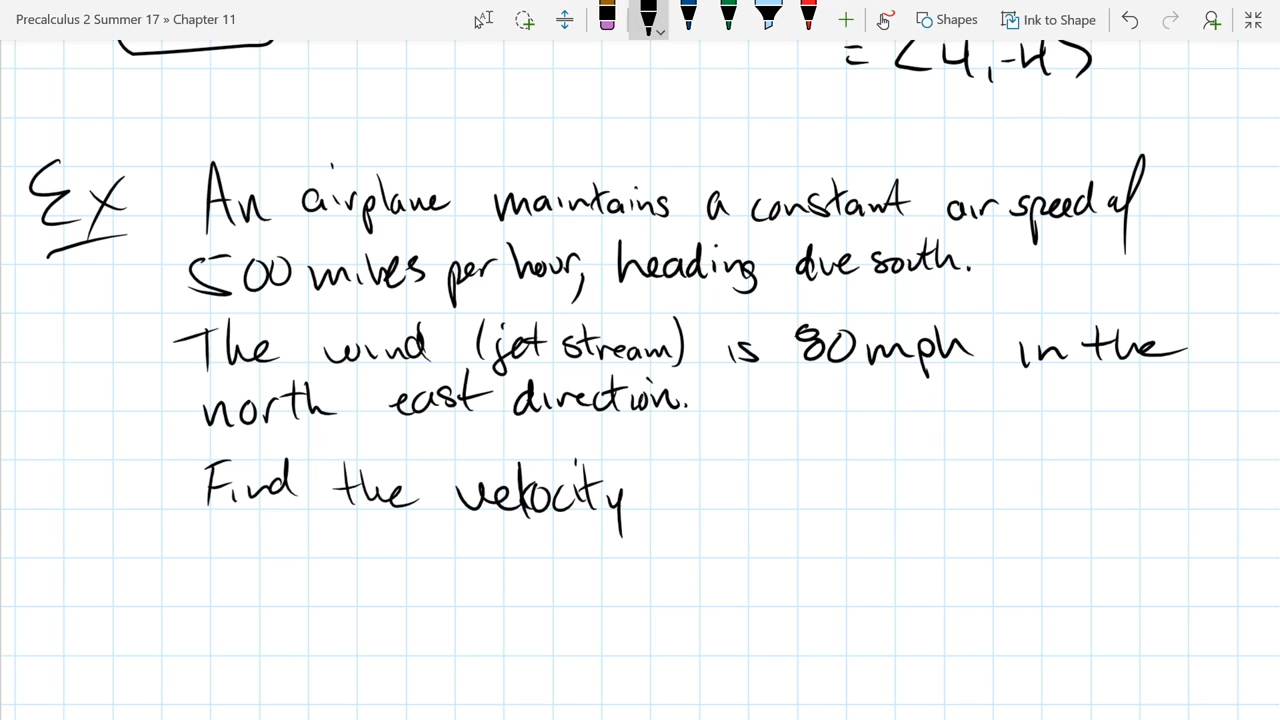 Precalculus 2 Summer 17 » Chapter 11
Shapes
Ink to Shape
= <4,-4>
Ex An airplane maintains a constant air speed of
500 miles per hour, heading due south.
The wind (jet stream) is 80 mph in the
north east direction.
Find the velocity